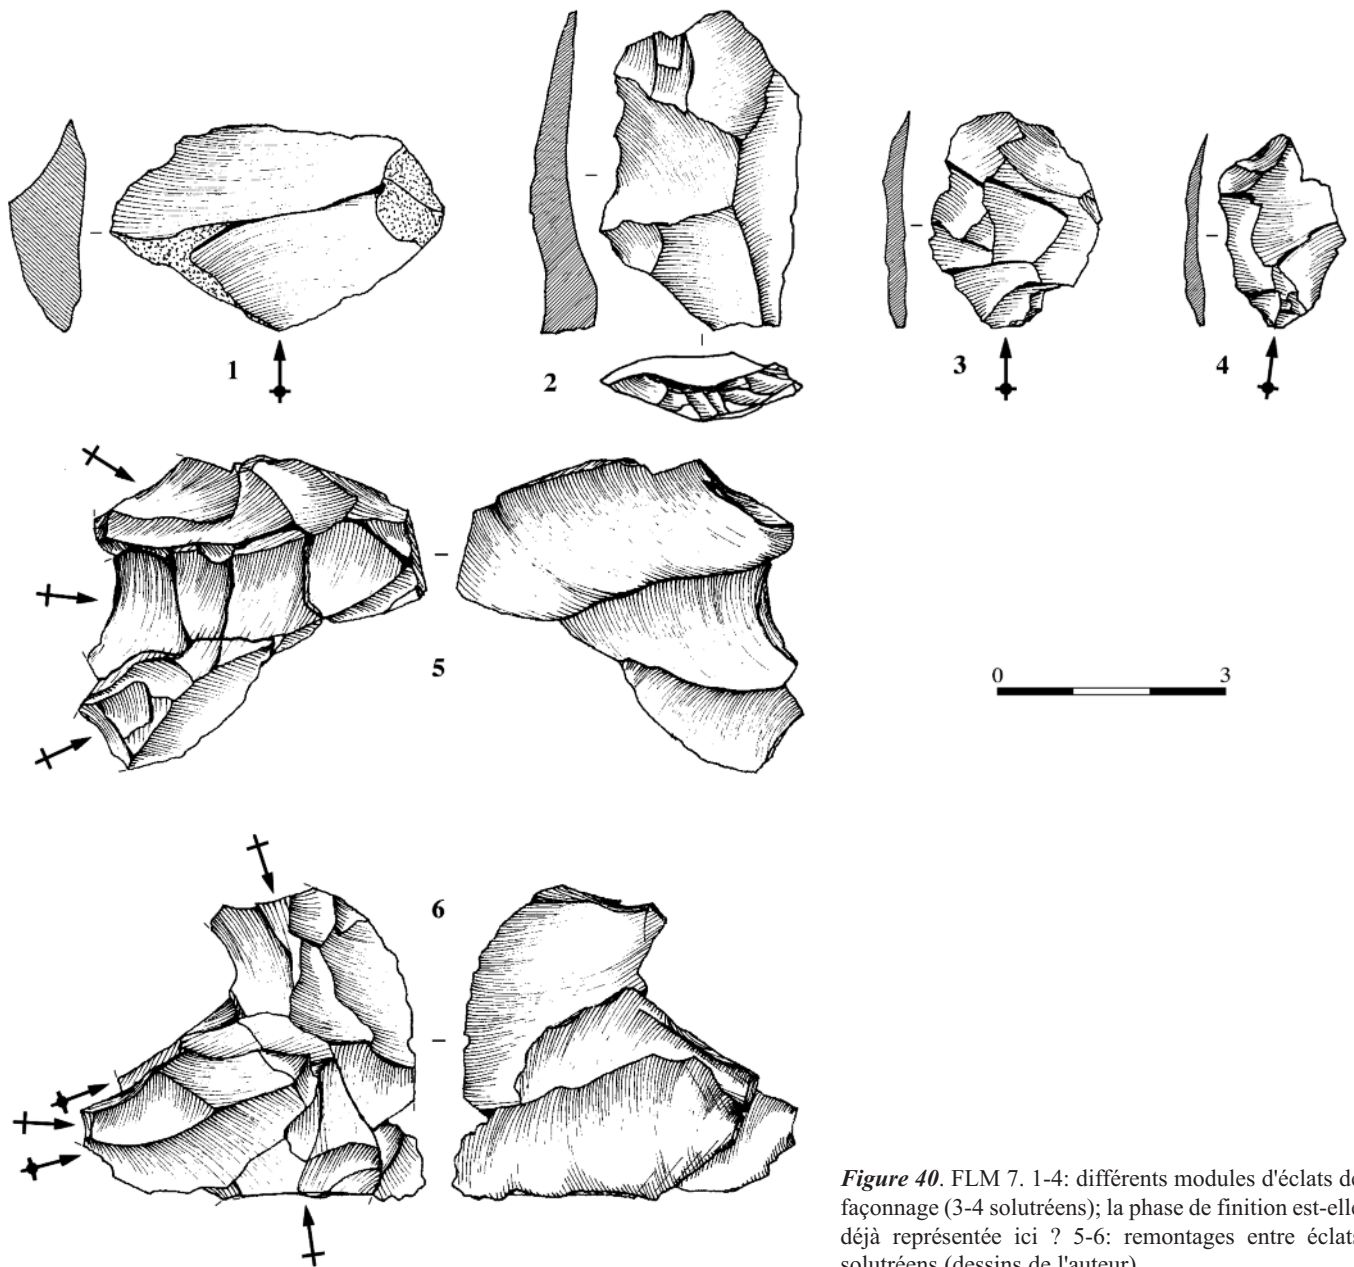 1
2
3
4
5
0 3
6
Figure 40. FLM 7. 1-4: différents modules d'éclats de
façonnage (3-4 solutréens); la phase de finition est-elle
déjà représentée ici ? 5-6: remontages entre éclats
solutréens (dessins de l'auteur)